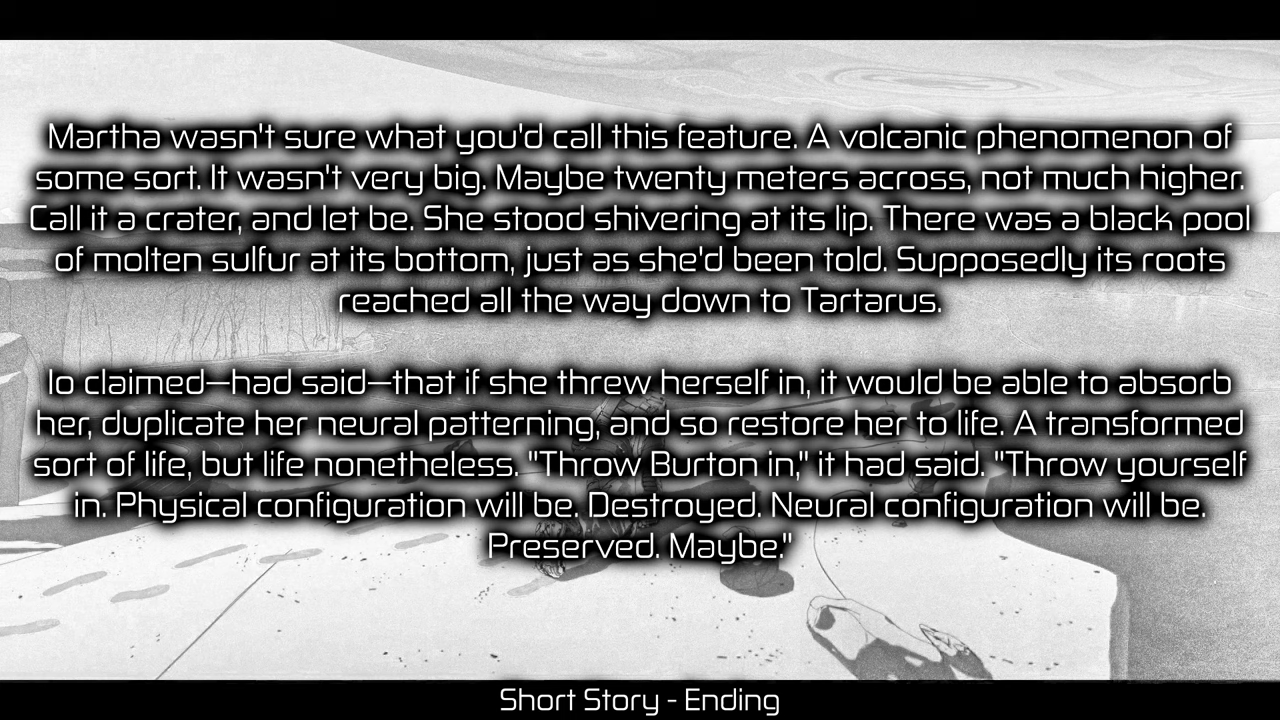 Martha wasn't sure what you'd call this feature. A volcanic phenomenon of
some sort. It wasn't very big. Maybe twenty meters across, not much higher.
Call it a crater, and let be. She stood shivering at its lip. There was a black pool
of molten sulfur at its bottom, just as she'd been told. Supposedly its roots
reached all the way down to Tartarus.
Io claimed—had said—that if she threw herself in, it would be able to absorb
her, duplicate her neural patterning, and so restore her to life. A transformed
sort of life, but life nonetheless. "Throw Burton in," it had said. "Throw yourself
in. Physical configuration will be. Destroyed. Neural configuration will be.
Preserved. Maybe."
Short Story - Ending